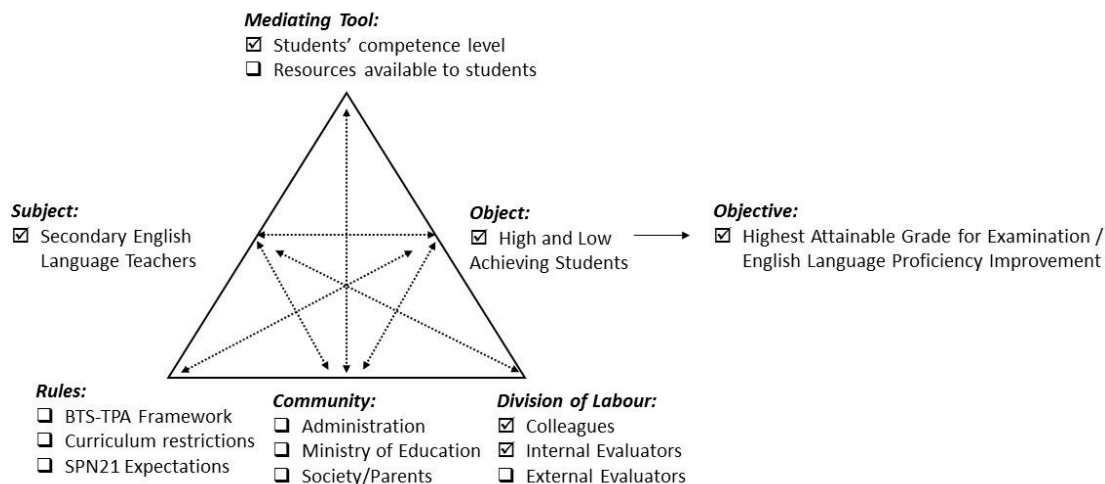 Mediating Tool:
☑ Students' competence level
☐ Resources available to students
Subject:
☑ Secondary English
Language Teachers
Object:
☑ High and Low
Achieving Students
Objective:
☑ Highest Attainable Grade for Examination /
English Language Proficiency Improvement
Rules:
☐ BTS-TPA Framework
☐ Curriculum restrictions
☐ SPN21 Expectations
Community:
☐ Administration
☐ Ministry of Education
☐ Society/Parents
Division of Labour:
☑ Colleagues
☑ Internal Evaluators
☐ External Evaluators